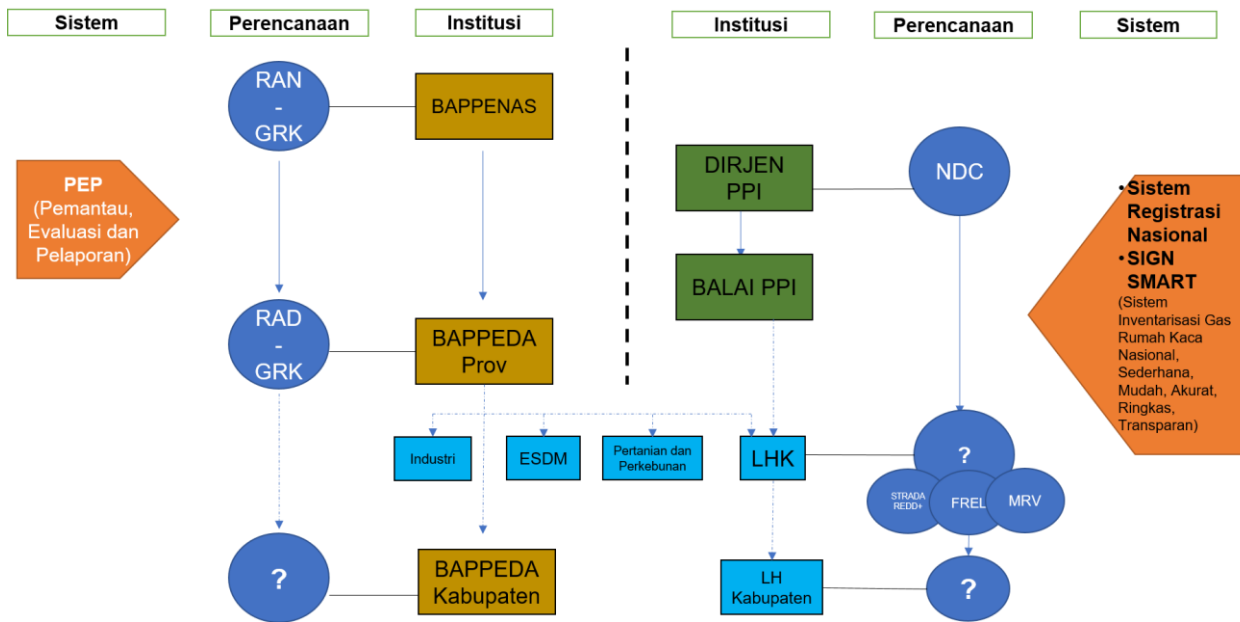 Sistem
Perencanaan
Institusi
Institusi
Perencanaan
Sistem
RAN
-
GRK
BAPPENAS
DIRJEN
PPI
NDC
PEP
(Pemantau,
Evaluasi dan
Pelaporan)
•Sistem
Registrasi
Nasional
•SIGN
SMART
(Sistem
Inventarisasi Gas
Rumah Kaca
Nasional,
Sederhana,
Mudah, Akurat,
Ringkas,
Transparan)
BALAI PPI
RAD
-
GRK
BAPPEDA
Prov
Industri
ESDM
Pertanian dan
Perkebunan
LHK
?
STRADA
REDD+
FREL
MRV
?
BAPPEDA
Kabupaten
LH
Kabupaten
?